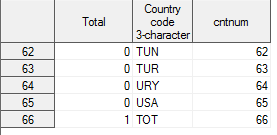 Total Country code 3-character cntnum
62 0 TUN 62
63 0 TUR 63
64 0 URY 64
65 0 USA 65
66 1 TOT 66